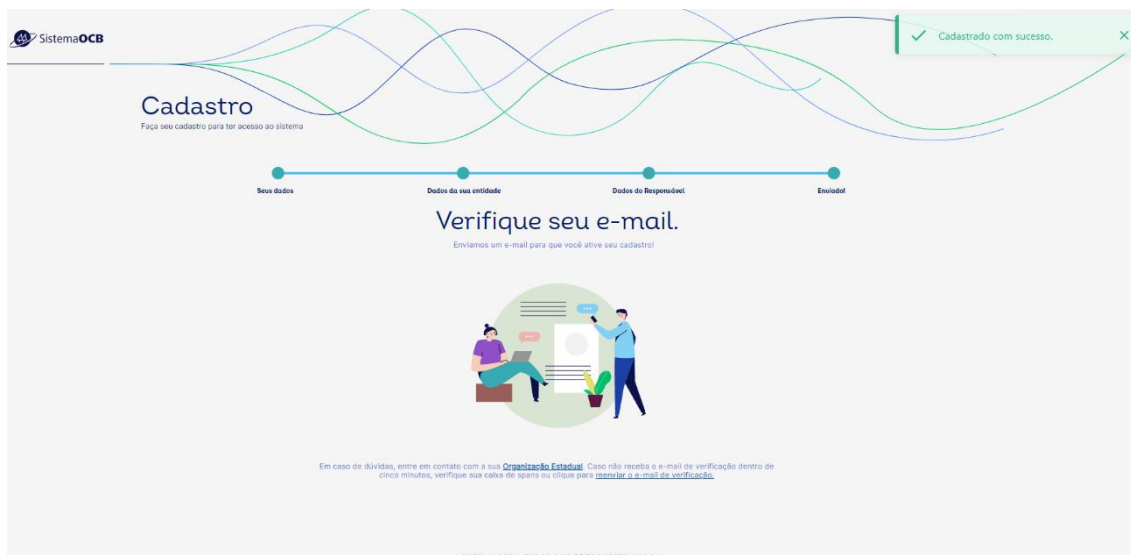 SistemaOCB
Cadastrado com sucesso.
Cadastro
Faça seu cadastro para ter acesso ao sistema
Seus dados
Dados da sua entidade
Dados do Responsável
Enviado!
Verifique seu e-mail.
Enviamos um e-mail para que você ative seu cadastro!
Em caso de dúvidas, entre em contato com a sua Organização Estadual. Caso não receba o e-mail de verificação dentro de
cinco minutos, verifique sua caixa de spans ou clique para reenviar o e-mail de verificação.